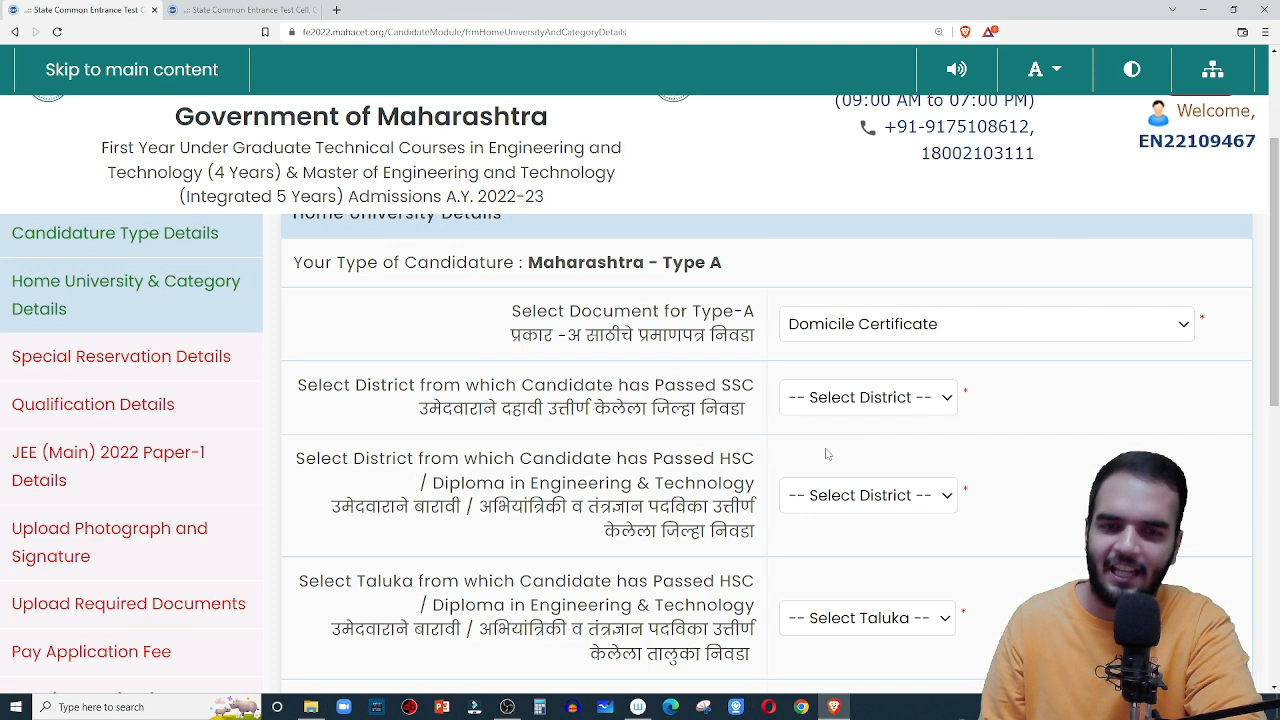 .:: State Common Entrance Test C
.:: State Common Entrance Test Cell, G
fe2022.mahacet.org/CandidateModule/frmHomeUniversityAndCategoryDetails
Skip to main content
A
Government of Maharashtra
First Year Under Graduate Technical Courses in Engineering and
Technology (4 Years) & Master of Engineering and Technology
(Integrated 5 Years) Admissions A.Y. 2022-23
(09:00 AM to 07:00 PM)
+91-9175108612,
18002103111
Welcome,
EN22109467
Candidature Type Details
Home University & Category
Details
Special Reservation Details
Qualification Details
JEE (Main) 2022 Paper-1
Details
Upload Photograph and
Signature
Upload Required Documents
Pay Application Fee
Home University Details
Your Type of Candidature : Maharashtra - Type A
Select Document for Type-A
प्रकार -अ साठीचे प्रमाणपत्र निवडा
Domicile Certificate *
Select District from which Candidate has Passed SSC
उमेदवाराने दहावी उत्तीर्ण केलेला जिल्हा निवडा
-- Select District -- *
Select District from which Candidate has Passed HSC
/ Diploma in Engineering & Technology
उमेदवाराने बारावी / अभियांत्रिकी व तंत्रज्ञान पदविका उत्तीर्ण
केलेला जिल्हा निवडा
-- Select District -- *
Select Taluka from which Candidate has Passed HSC
/ Diploma in Engineering & Technology
उमेदवाराने बारावी / अभियांत्रिकी व तंत्रज्ञान पदविका उत्तीर्ण
केलेला तालुका निवडा
-- Select Taluka -- *
Type here to search